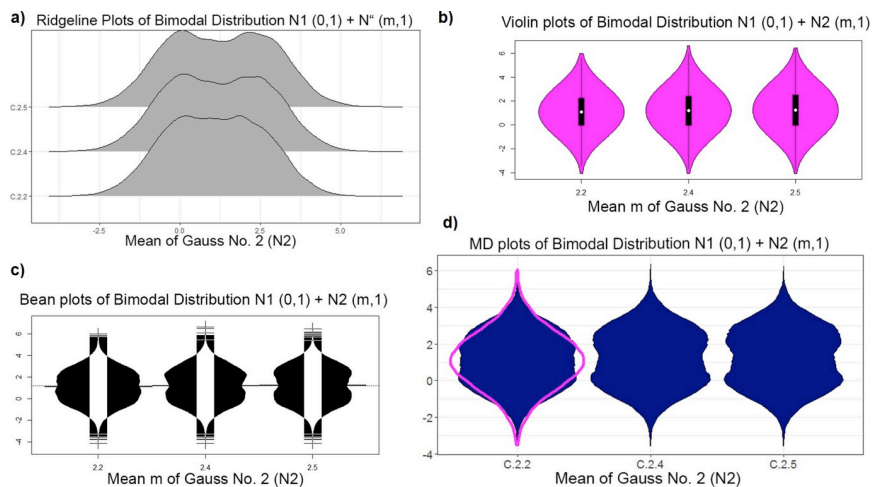 a)
Ridgeline Plots of Bimodal Distribution N1 (0,1) + N“ (m,1)
C.2.5
C.2.4
C.2.2
-2.5 0.0 2.5 5.0
Mean of Gauss No. 2 (N2)
b)
Violin plots of Bimodal Distribution N1 (0,1) + N2 (m,1)
6
4
2
0
-2
-4
2.2 2.4 2.5
Mean m of Gauss No. 2 (N2)
c)
Bean plots of Bimodal Distribution N1 (0,1) + N2 (m,1)
6
4
2
0
-2
-4
2.2 2.4 2.5
Mean m of Gauss No. 2 (N2)
d)
MD plots of Bimodal Distribution N1 (0,1) + N2 (m,1)
6
4
2
0
-2
-4
C.2.2 C.2.4 C.2.5
Mean of Gauss No. 2 (N2)